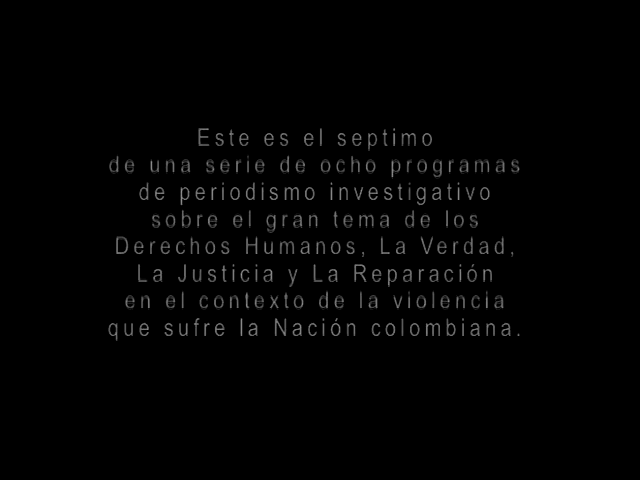 Este es el septimo
de una serie de ocho programas
de periodismo investigativo
sobre el gran tema de los
Derechos Humanos, La Verdad,
La Justicia y La Reparación
en el contexto de la violencia
que sufre la Nación colombiana.